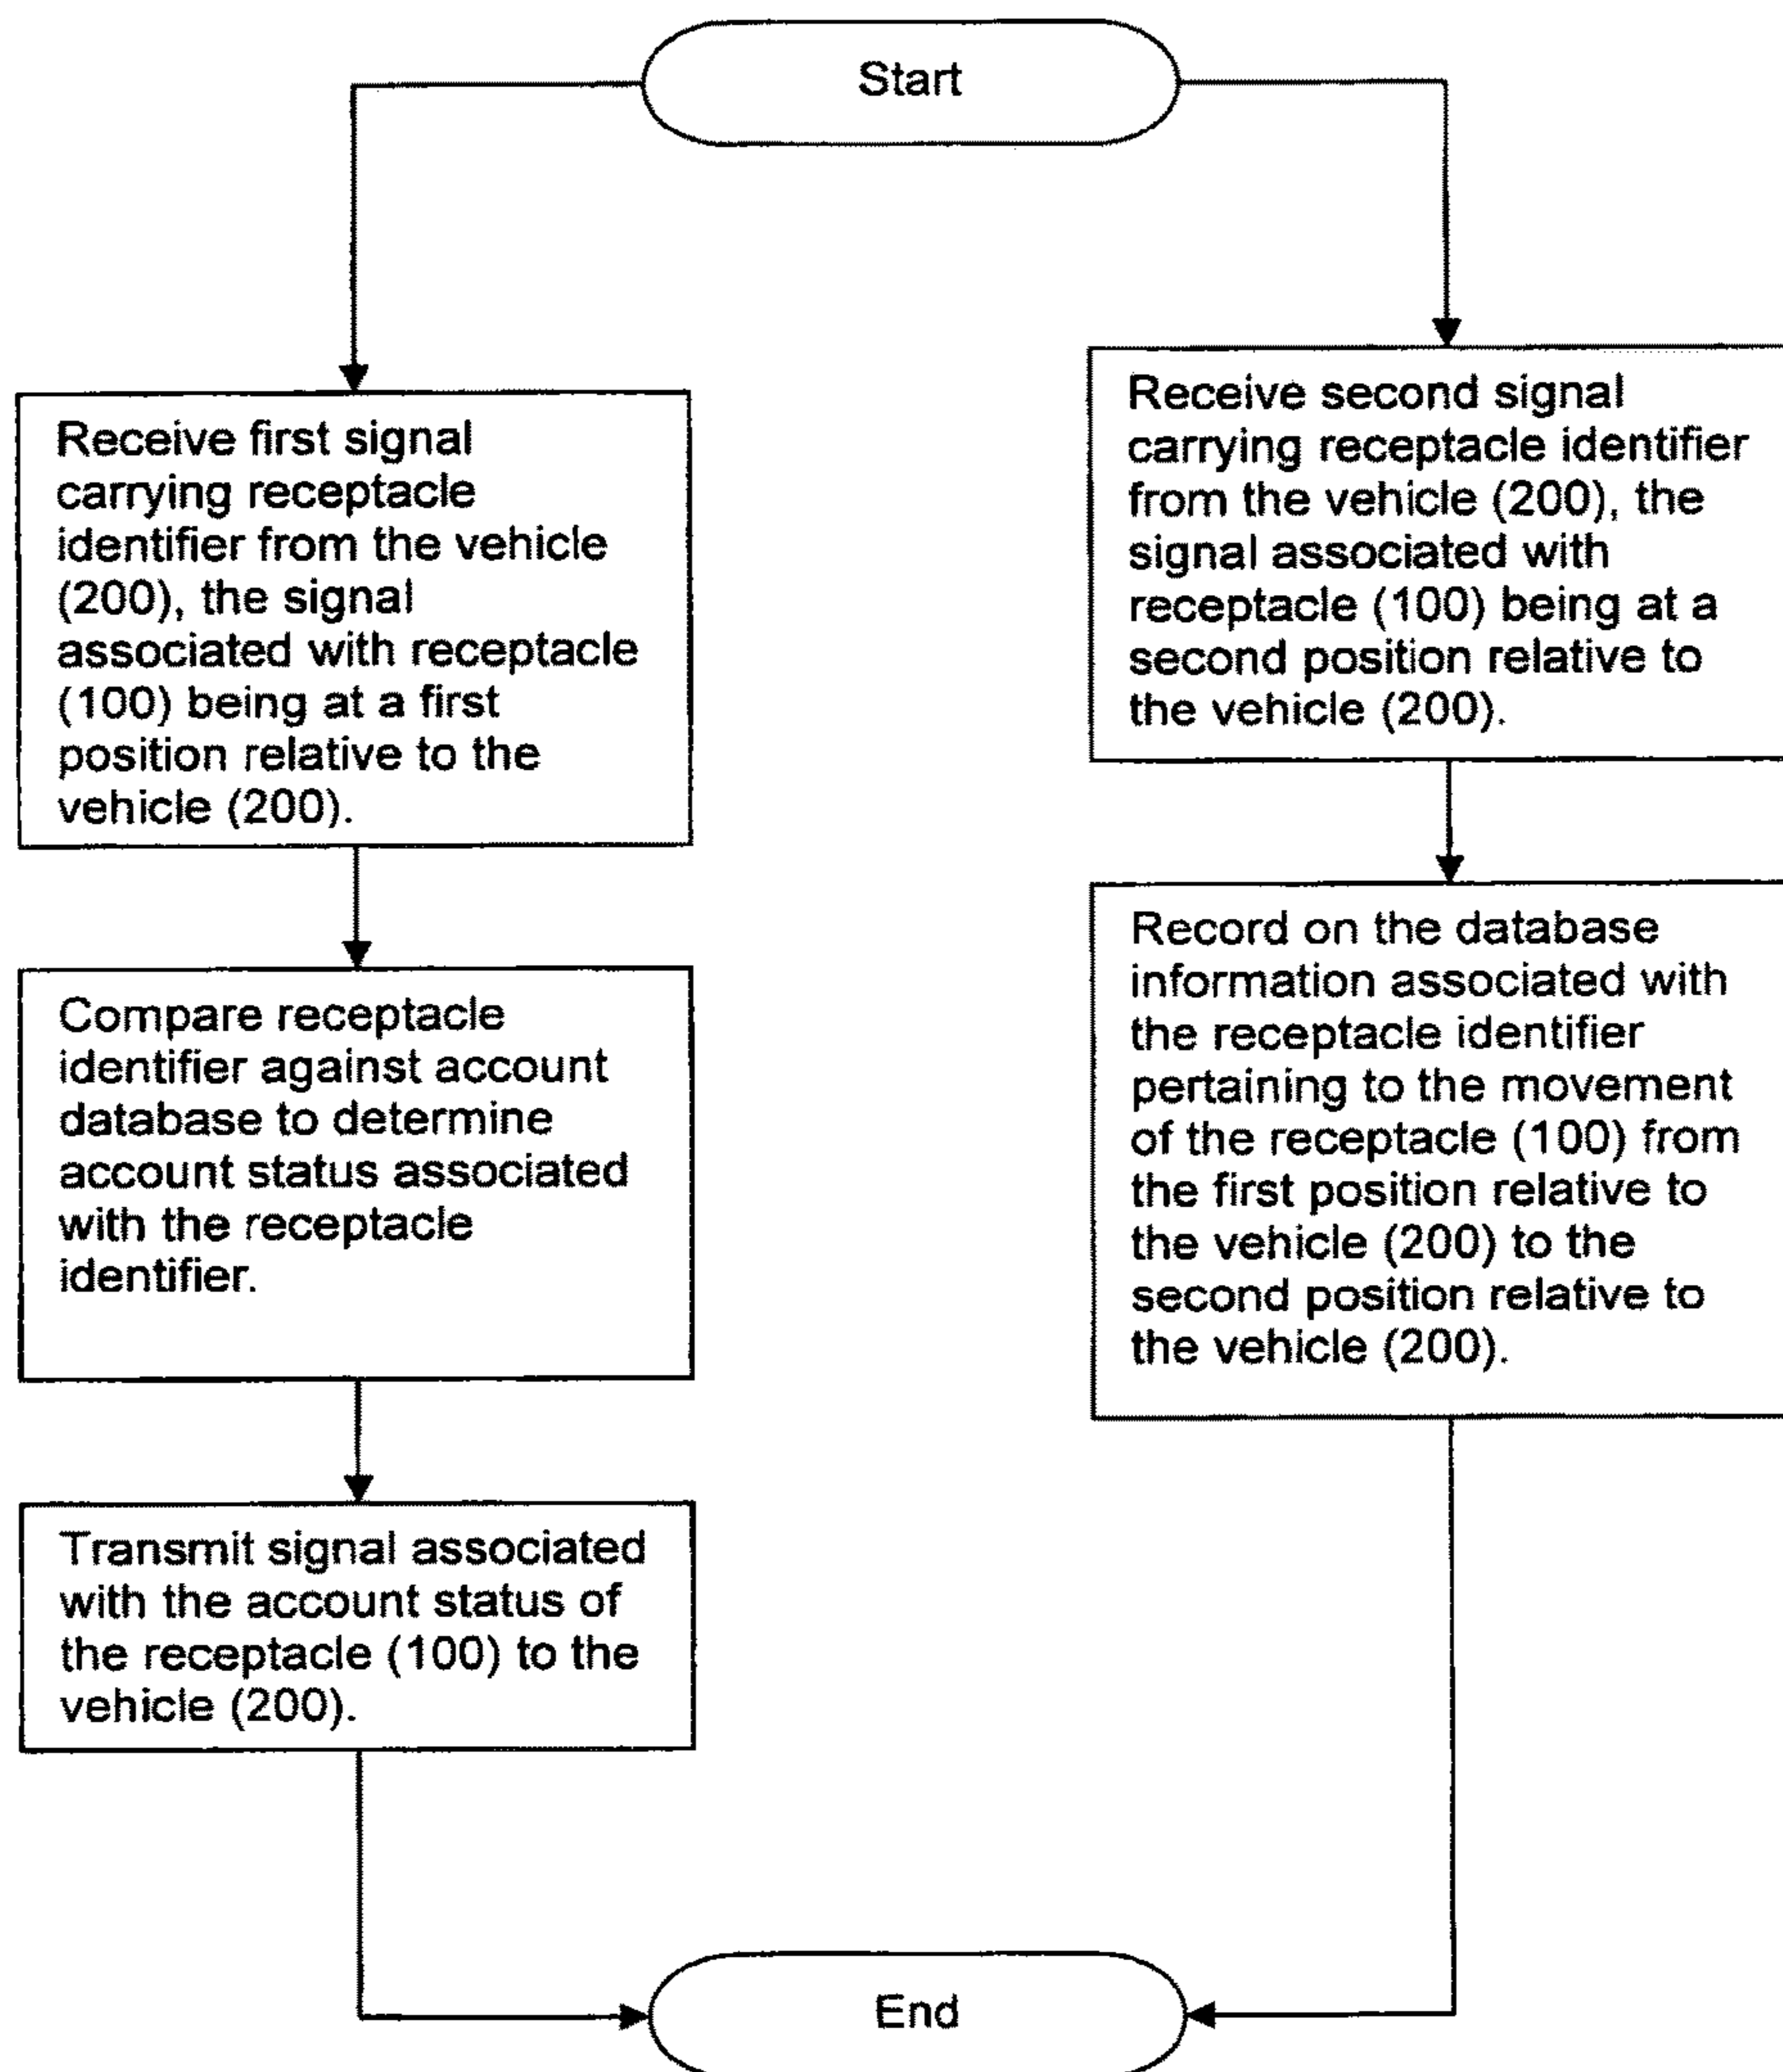 Start
Receive first signal
carrying receptacle
identifier from the vehicle
(200), the signal
associated with receptacle
(100) being at a first
position relative to the
vehicle (200).
Compare receptacle
identifier against account
database to determine
account status associated
with the receptacle
identifier.
Transmit signal associated
with the account status of
the receptacle (100) to the
vehicle (200).
Receive second signal
carrying receptacle identifier
from the vehicle (200), the
signal associated with
receptacle (100) being at a
second position relative to
the vehicle (200).
Record on the database
information associated with
the receptacle identifier
pertaining to the movement
of the receptacle (100) from
the first position relative to
the vehicle (200) to the
second position relative to
the vehicle (200).
End